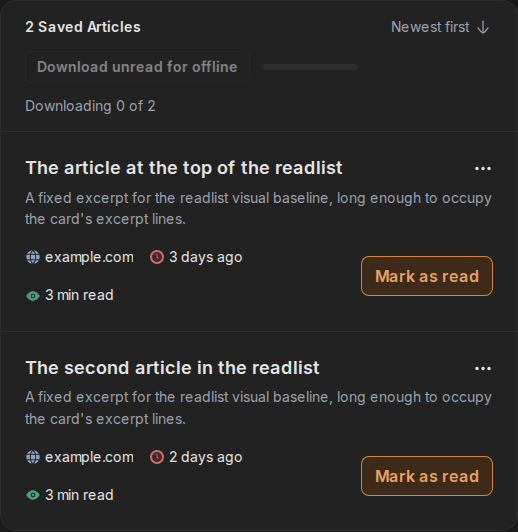 2 Saved Articles
Newest first
Download unread for offline
Downloading 0 of 2
The article at the top of the readlist
A fixed excerpt for the readlist visual baseline, long enough to occupy
the card's excerpt lines.
example.com
3 days ago
3 min read
Mark as read
The second article in the readlist
A fixed excerpt for the readlist visual baseline, long enough to occupy
the card's excerpt lines.
example.com
2 days ago
3 min read
Mark as read